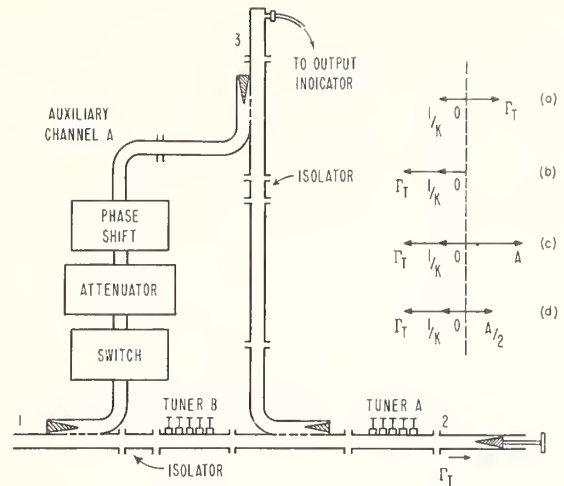 3
TO OUTPUT
INDICATOR
AUXILIARY
CHANNEL A
ISOLATOR
PHASE
SHIFT
ATTENUATOR
SWITCH
1
TUNER B
TUNER A
2
ISOLATOR
Γ_T
1/K 0 Γ_T (a)
Γ_T 1/K 0 (b)
Γ_T 1/K 0 A (c)
Γ_T 1/K 0 A/2 (d)